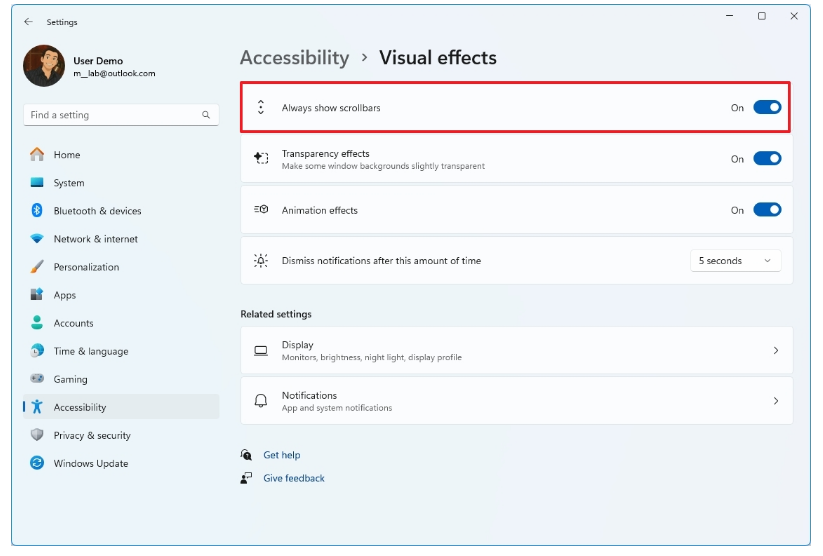 Settings
User Demo
m_lab@outlook.com
Find a setting
Home
System
Bluetooth & devices
Network & internet
Personalization
Apps
Accounts
Time & language
Gaming
Accessibility
Privacy & security
Windows Update
Accessibility > Visual effects
Always show scrollbars
On
Transparency effects
Make some window backgrounds slightly transparent
On
Animation effects
On
Dismiss notifications after this amount of time
5 seconds
Related settings
Display
Monitors, brightness, night light, display profile
Notifications
App and system notifications
Get help
Give feedback